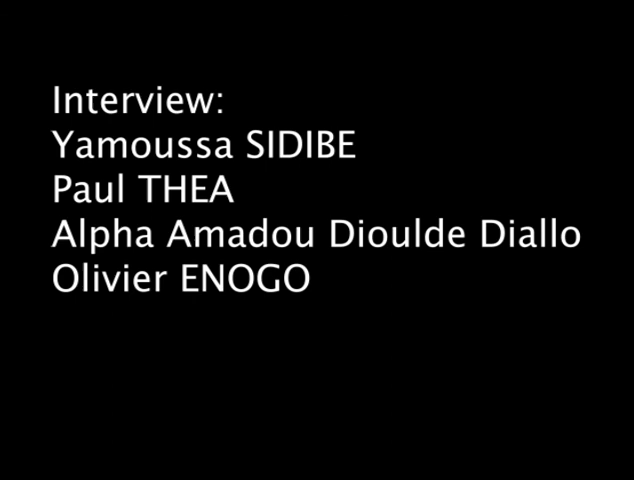 Interview:
Yamoussa SIDIBE
Paul THEA
Alpha Amadou Dioulde Diallo
Olivier ENOGO